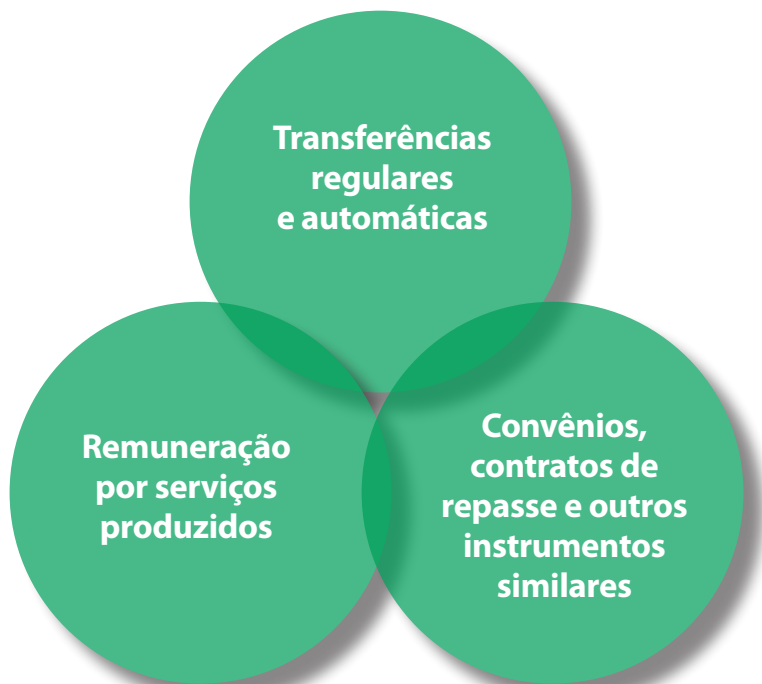 Transferências
regulares
e automáticas
Remuneração
por serviços
produzidos
Convênios,
contratos de
repasse e outros
instrumentos
similares